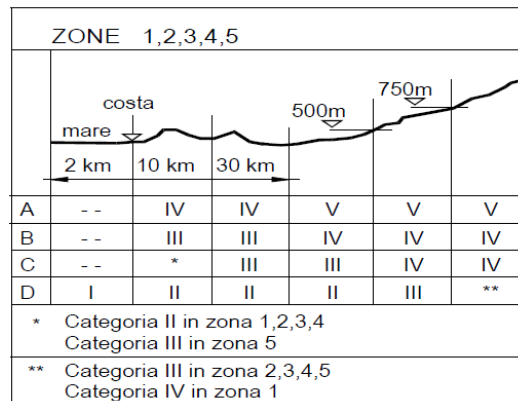 ZONE 1,2,3,4,5
750m
costa 500m
mare
2 km 10 km 30 km
A -- IV IV V V V
B -- III III IV IV IV
C -- * III III IV IV
D I II II II III **
* Categoria II in zona 1,2,3,4
Categoria III in zona 5
** Categoria III in zona 2,3,4,5
Categoria IV in zona 1